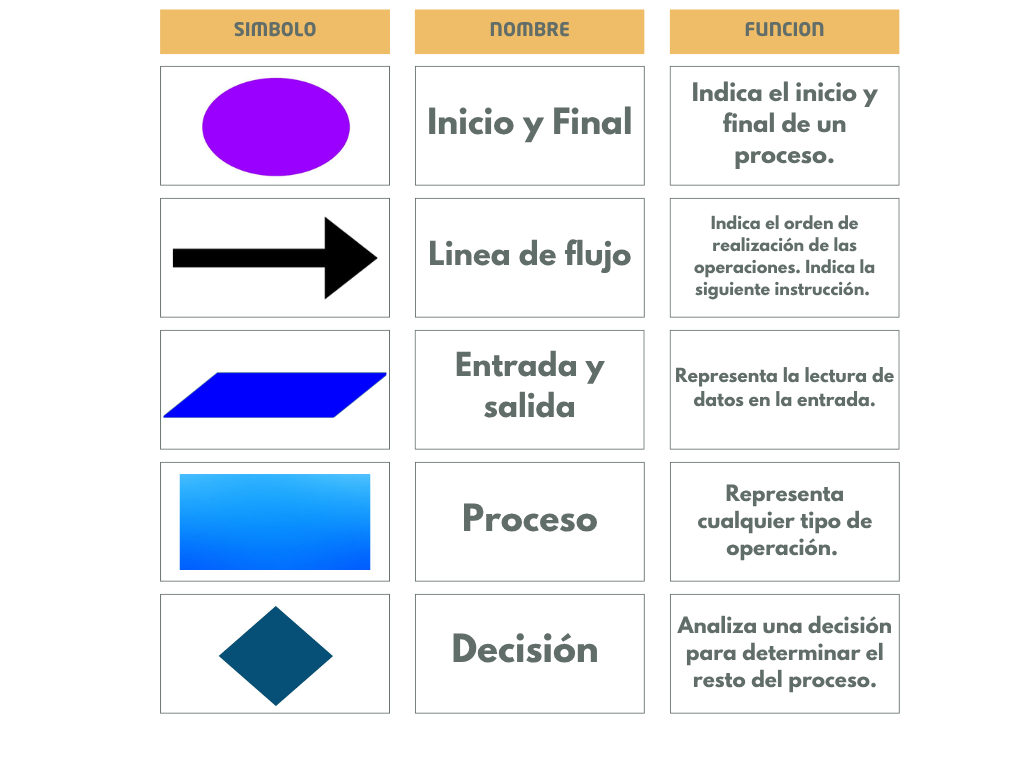 SIMBOLO
NOMBRE
FUNCION
Inicio y Final
Indica el inicio y
final de un
proceso.
Linea de flujo
Indica el orden de
realización de las
operaciones. Indica la
siguiente instrucción.
Entrada y
salida
Representa la lectura de
datos en la entrada.
Proceso
Representa
cualquier tipo de
operación.
Decisión
Analiza una decisión
para determinar el
resto del proceso.